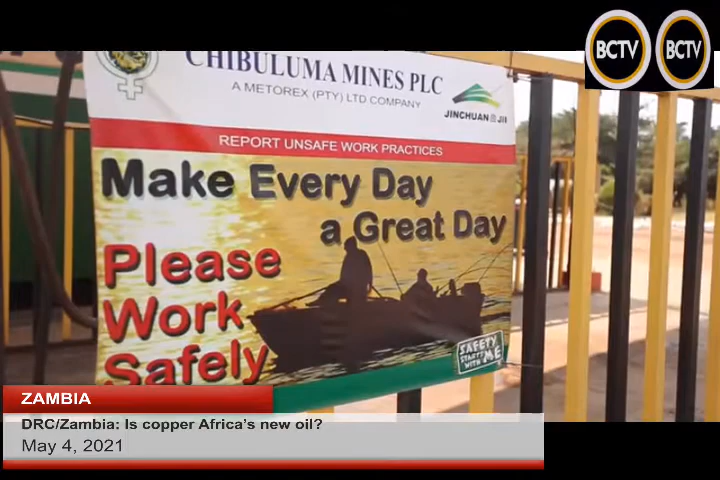 BCTV BCTV
CHIBULUMA MINES PLC
A METOREX (PTY) LTD COMPANY
JINCHUAN
REPORT UNSAFE WORK PRACTICES
Make Every Day
a Great Day
Please
Work
Safely
SAFETY
STARTS
WITH ME
ZAMBIA
DRC/Zambia: Is copper Africa's new oil?
May 4, 2021